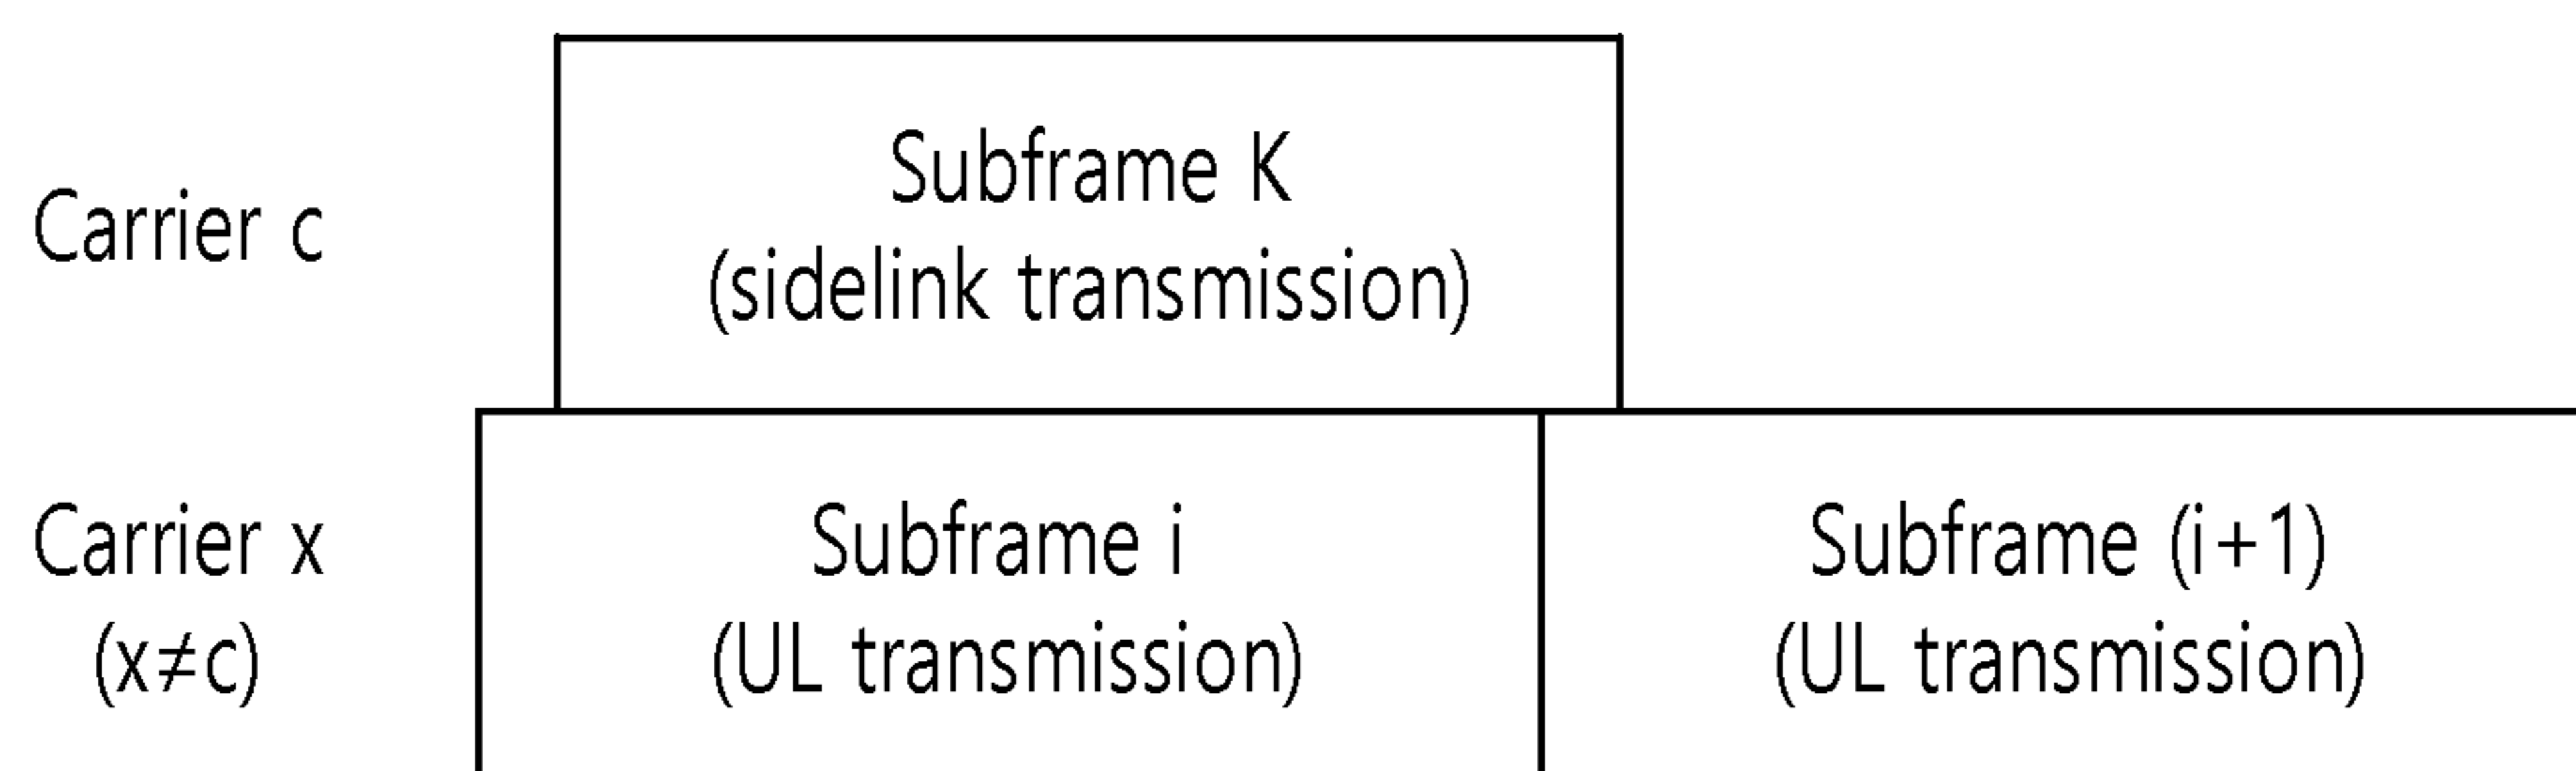 Carrier c
Subframe K
(sidelink transmission)
Carrier x
(x≠c)
Subframe i
(UL transmission)
Subframe (i+1)
(UL transmission)